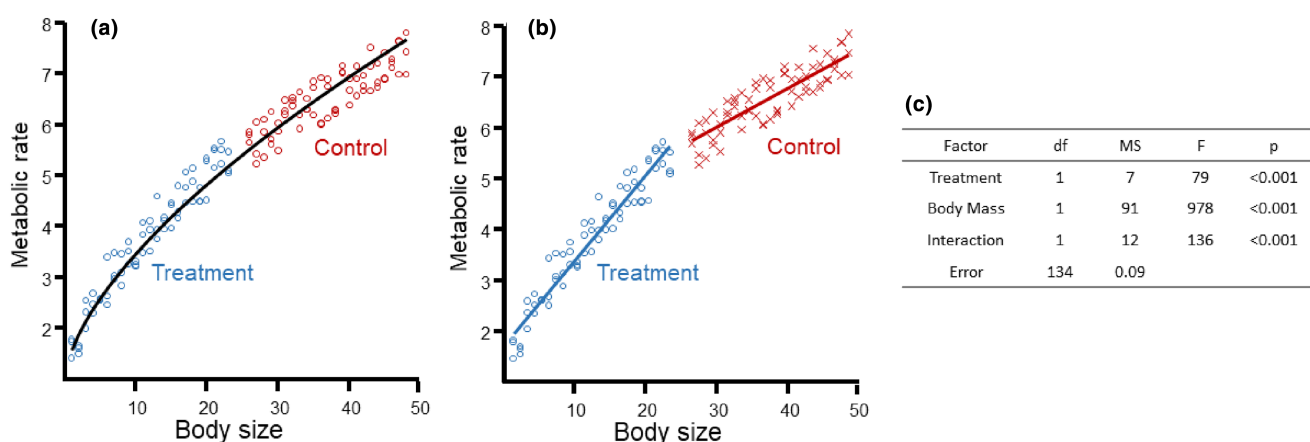 (a)
8
7
6
5
4
3
2
Metabolic rate
Control
Treatment
10 20 30 40 50
Body size
(b)
8
7
6
5
4
3
2
Metabolic rate
Control
Treatment
10 20 30 40 50
Body size
(c)
Factor df MS F p
Treatment 1 7 79 <0.001
Body Mass 1 91 978 <0.001
Interaction 1 12 136 <0.001
Error 134 0.09